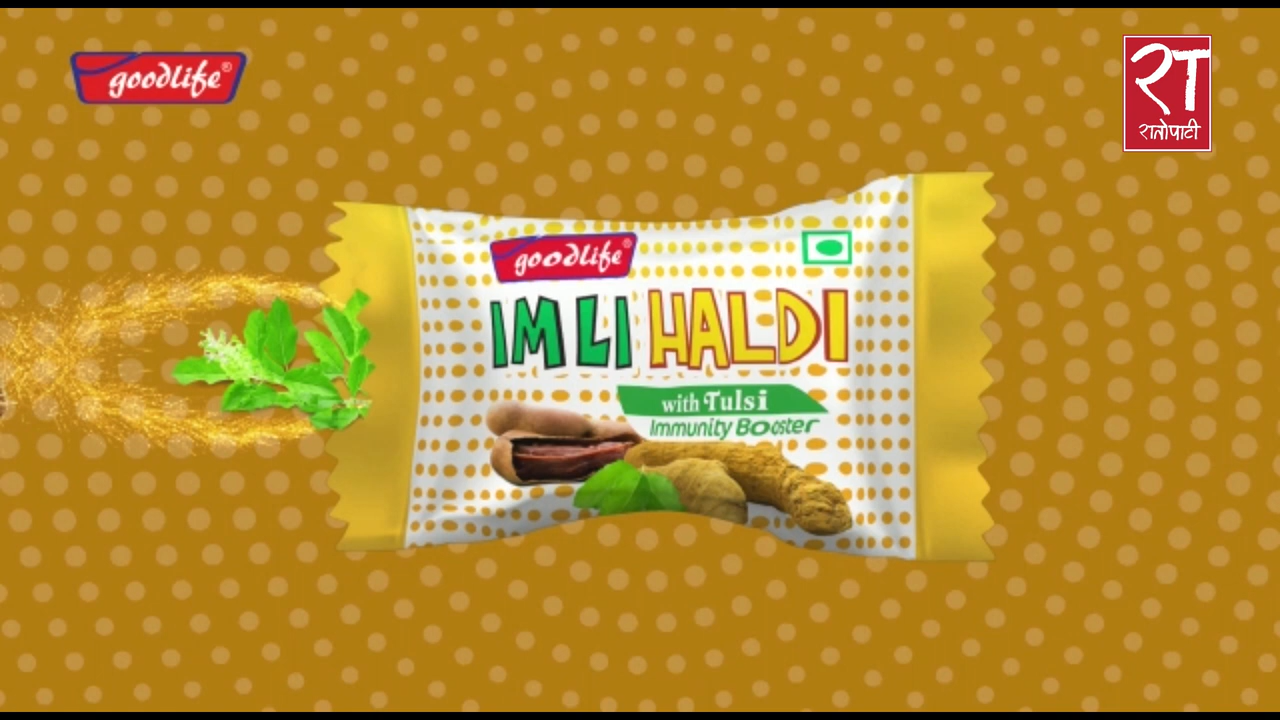 goodlife®
रा
रातोपाटी
goodlife®
IMLI HALDI
with Tulsi
Immunity Booster